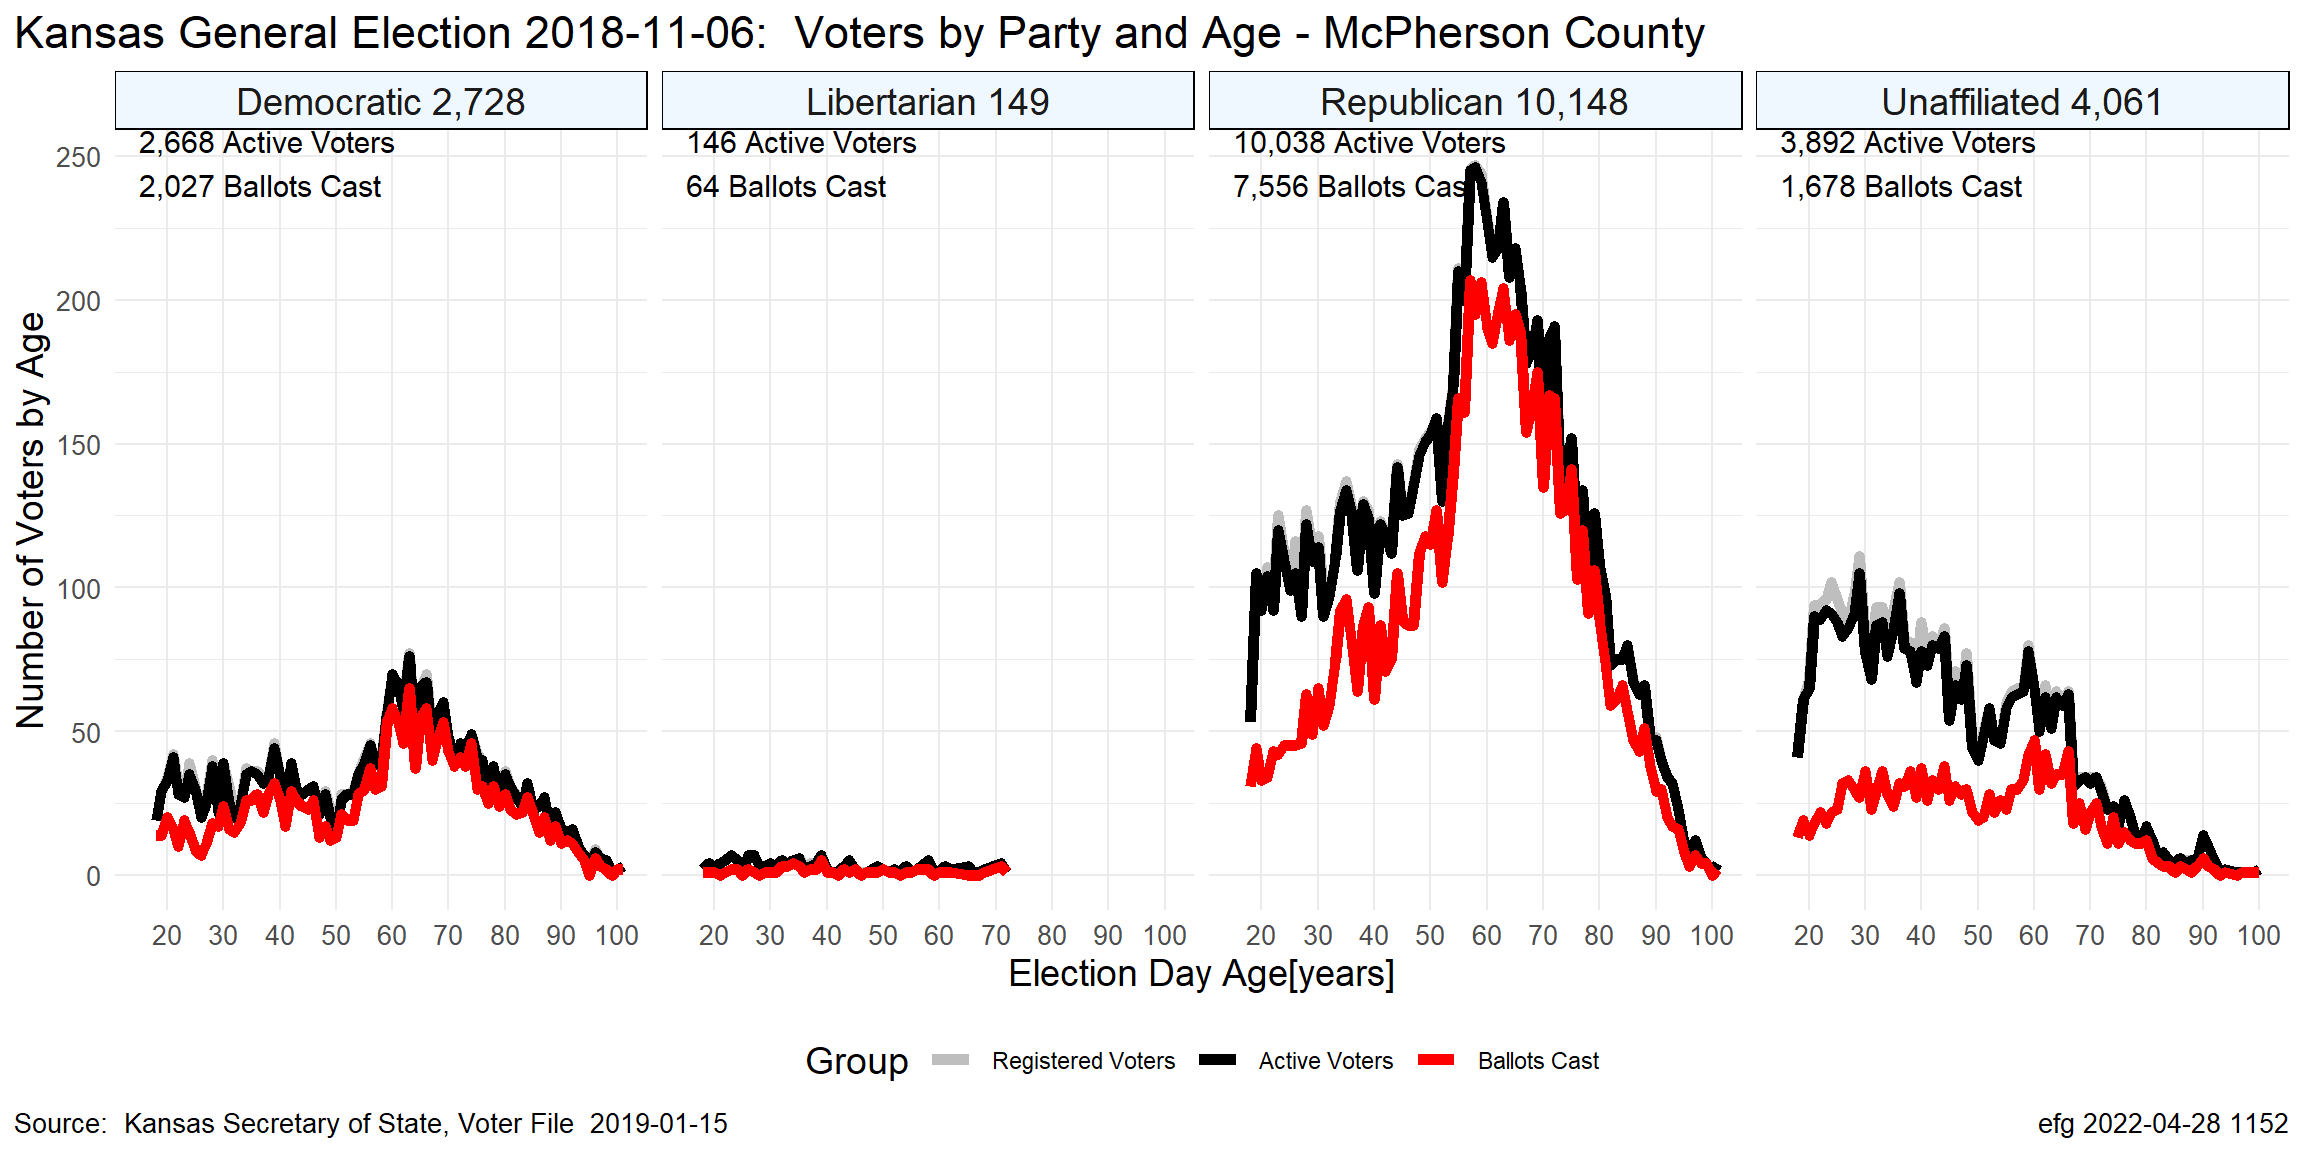 Kansas General Election 2018-11-06:  Voters by Party and Age - McPherson County
Democratic 2,728
Libertarian 149
Republican 10,148
Unaffiliated 4,061
2,668 Active Voters
2,027 Ballots Cast
146 Active Voters
64 Ballots Cast
10,038 Active Voters
7,556 Ballots Cast
3,892 Active Voters
1,678 Ballots Cast
Number of Voters by Age
250
200
150
100
50
0
20 30 40 50 60 70 80 90 100
20 30 40 50 60 70 80 90 100
20 30 40 50 60 70 80 90 100
20 30 40 50 60 70 80 90 100
Election Day Age[years]
Group Registered Voters Active Voters Ballots Cast
Source:  Kansas Secretary of State, Voter File  2019-01-15
efg 2022-04-28 1152